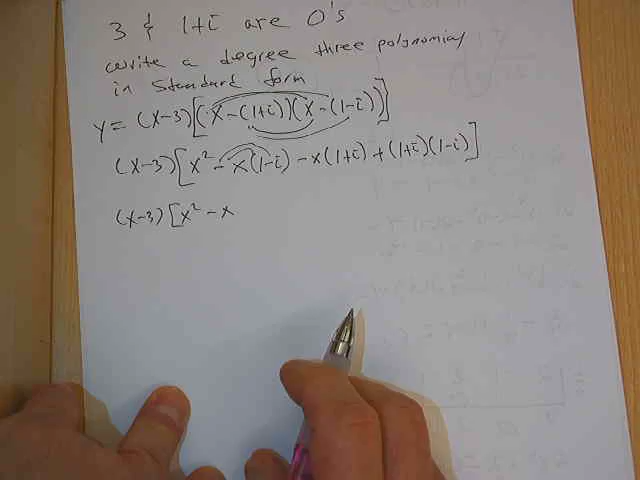 3 & 1+i are 0's
write a degree three polynomial
in Standard form
y = (x-3)[(x-(1+i))(x-(1-i))]
(x-3)[x² - x(1-i) - x(1+i) + (1+i)(1-i)]
(x-3)[x² - x